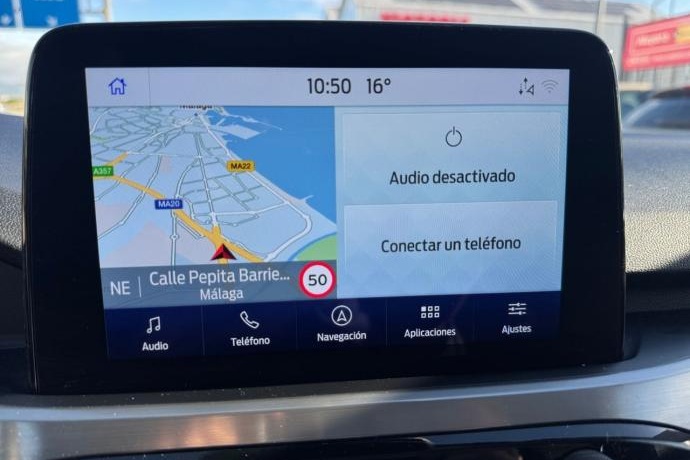 10:50 16°
Málaga
A357
MA22
MA20
NE | Calle Pepita Barrie...
Málaga
50
Audio desactivado
Conectar un teléfono
Audio
Teléfono
Navegación
Aplicaciones
Ajustes